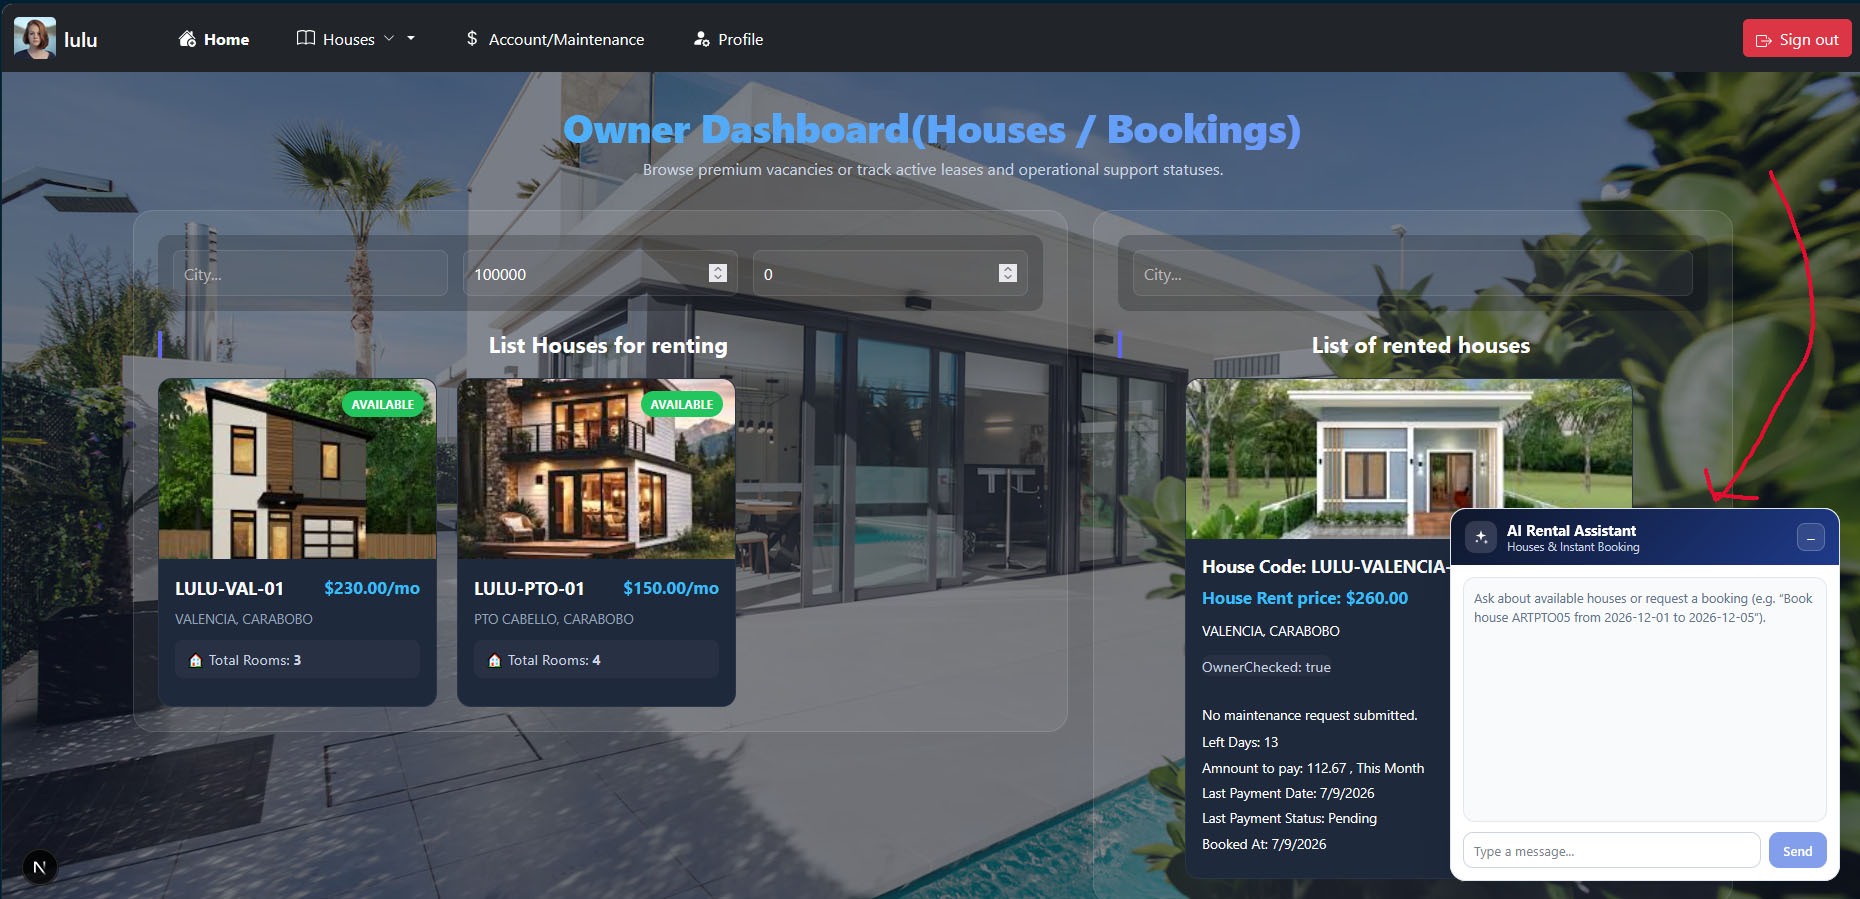 lulu
Home
Houses
$ Account/Maintenance
Profile
Sign out
Owner Dashboard(Houses / Bookings)
Browse premium vacancies or track active leases and operational support statuses.
City...
100000
0
City...
List Houses for renting
List of rented houses
AVAILABLE
AVAILABLE
LULU-VAL-01 $230.00/mo
VALENCIA, CARABOBO
Total Rooms: 3
LULU-PTO-01 $150.00/mo
PTO CABELLO, CARABOBO
Total Rooms: 4
House Code: LULU-VALENCIA-
House Rent price: $260.00
VALENCIA, CARABOBO
OwnerChecked: true
No maintenance request submitted.
Left Days: 13
Amnount to pay: 112.67 , This Month
Last Payment Date: 7/9/2026
Last Payment Status: Pending
Booked At: 7/9/2026
AI Rental Assistant
Houses & Instant Booking
Ask about available houses or request a booking (e.g. “Book
house ARTPTO05 from 2026-12-01 to 2026-12-05”).
Type a message...
Send
N